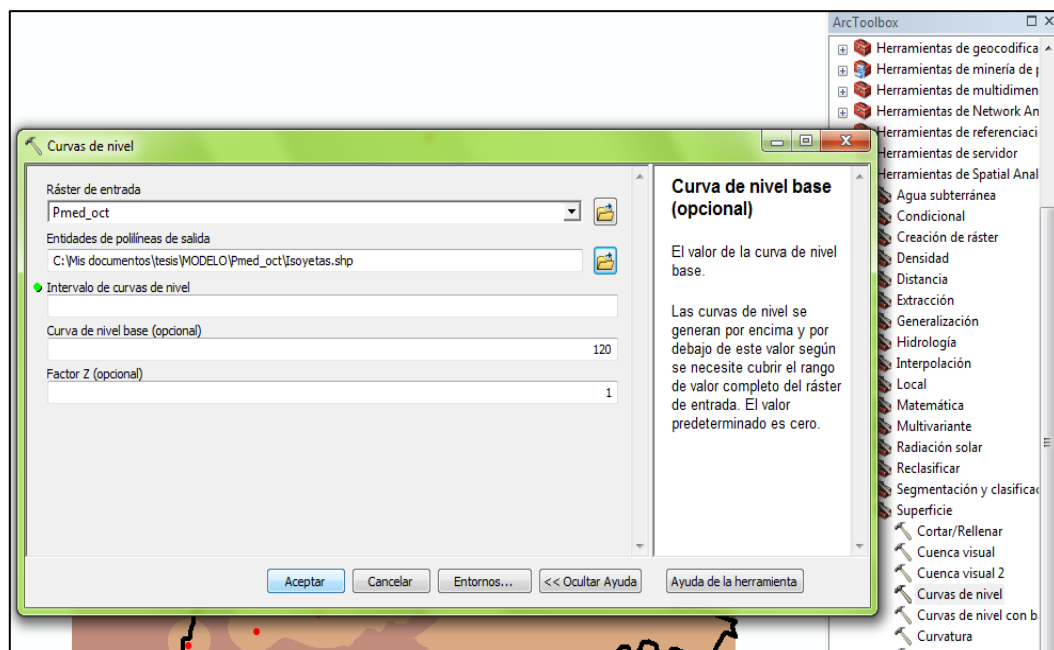 ArcToolbox
Herramientas de geocodifica
Herramientas de minería de
Herramientas de multidimen
Herramientas de Network An
Herramientas de referenciaci
Herramientas de servidor
Herramientas de Spatial Anal
Agua subterránea
Condicional
Creación de ráster
Densidad
Distancia
Extracción
Generalización
Hidrología
Interpolación
Local
Matemática
Multivariante
Radiación solar
Reclasificar
Segmentación y clasificac
Superficie
Cortar/Rellenar
Cuenca visual
Cuenca visual 2
Curvas de nivel
Curvas de nivel con b
Curvatura
Curvas de nivel
Ráster de entrada
Pmed_oct
Entidades de polilíneas de salida
C:\Mis documentos\tesis\MODELO\Pmed_oct\Isoyetas.shp
Intervalo de curvas de nivel
Curva de nivel base (opcional)
120
Factor Z (opcional)
1
Curva de nivel base
(opcional)
El valor de la curva de nivel
base.
Las curvas de nivel se
generan por encima y por
debajo de este valor según
se necesite cubrir el rango
de valor completo del ráster
de entrada. El valor
predeterminado es cero.
Aceptar
Cancelar
Entornos...
<< Ocultar Ayuda
Ayuda de la herramienta